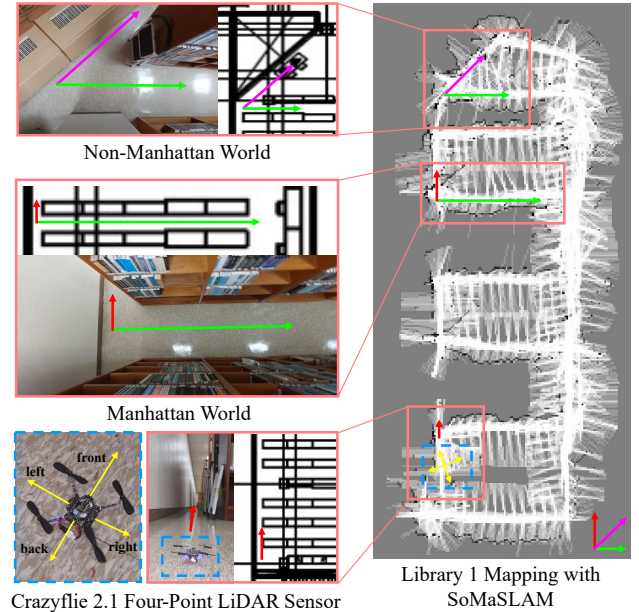 Non-Manhattan World
Manhattan World
front
left
back
right
Crazyflie 2.1 Four-Point LiDAR Sensor
Library 1 Mapping with
SoMaSLAM